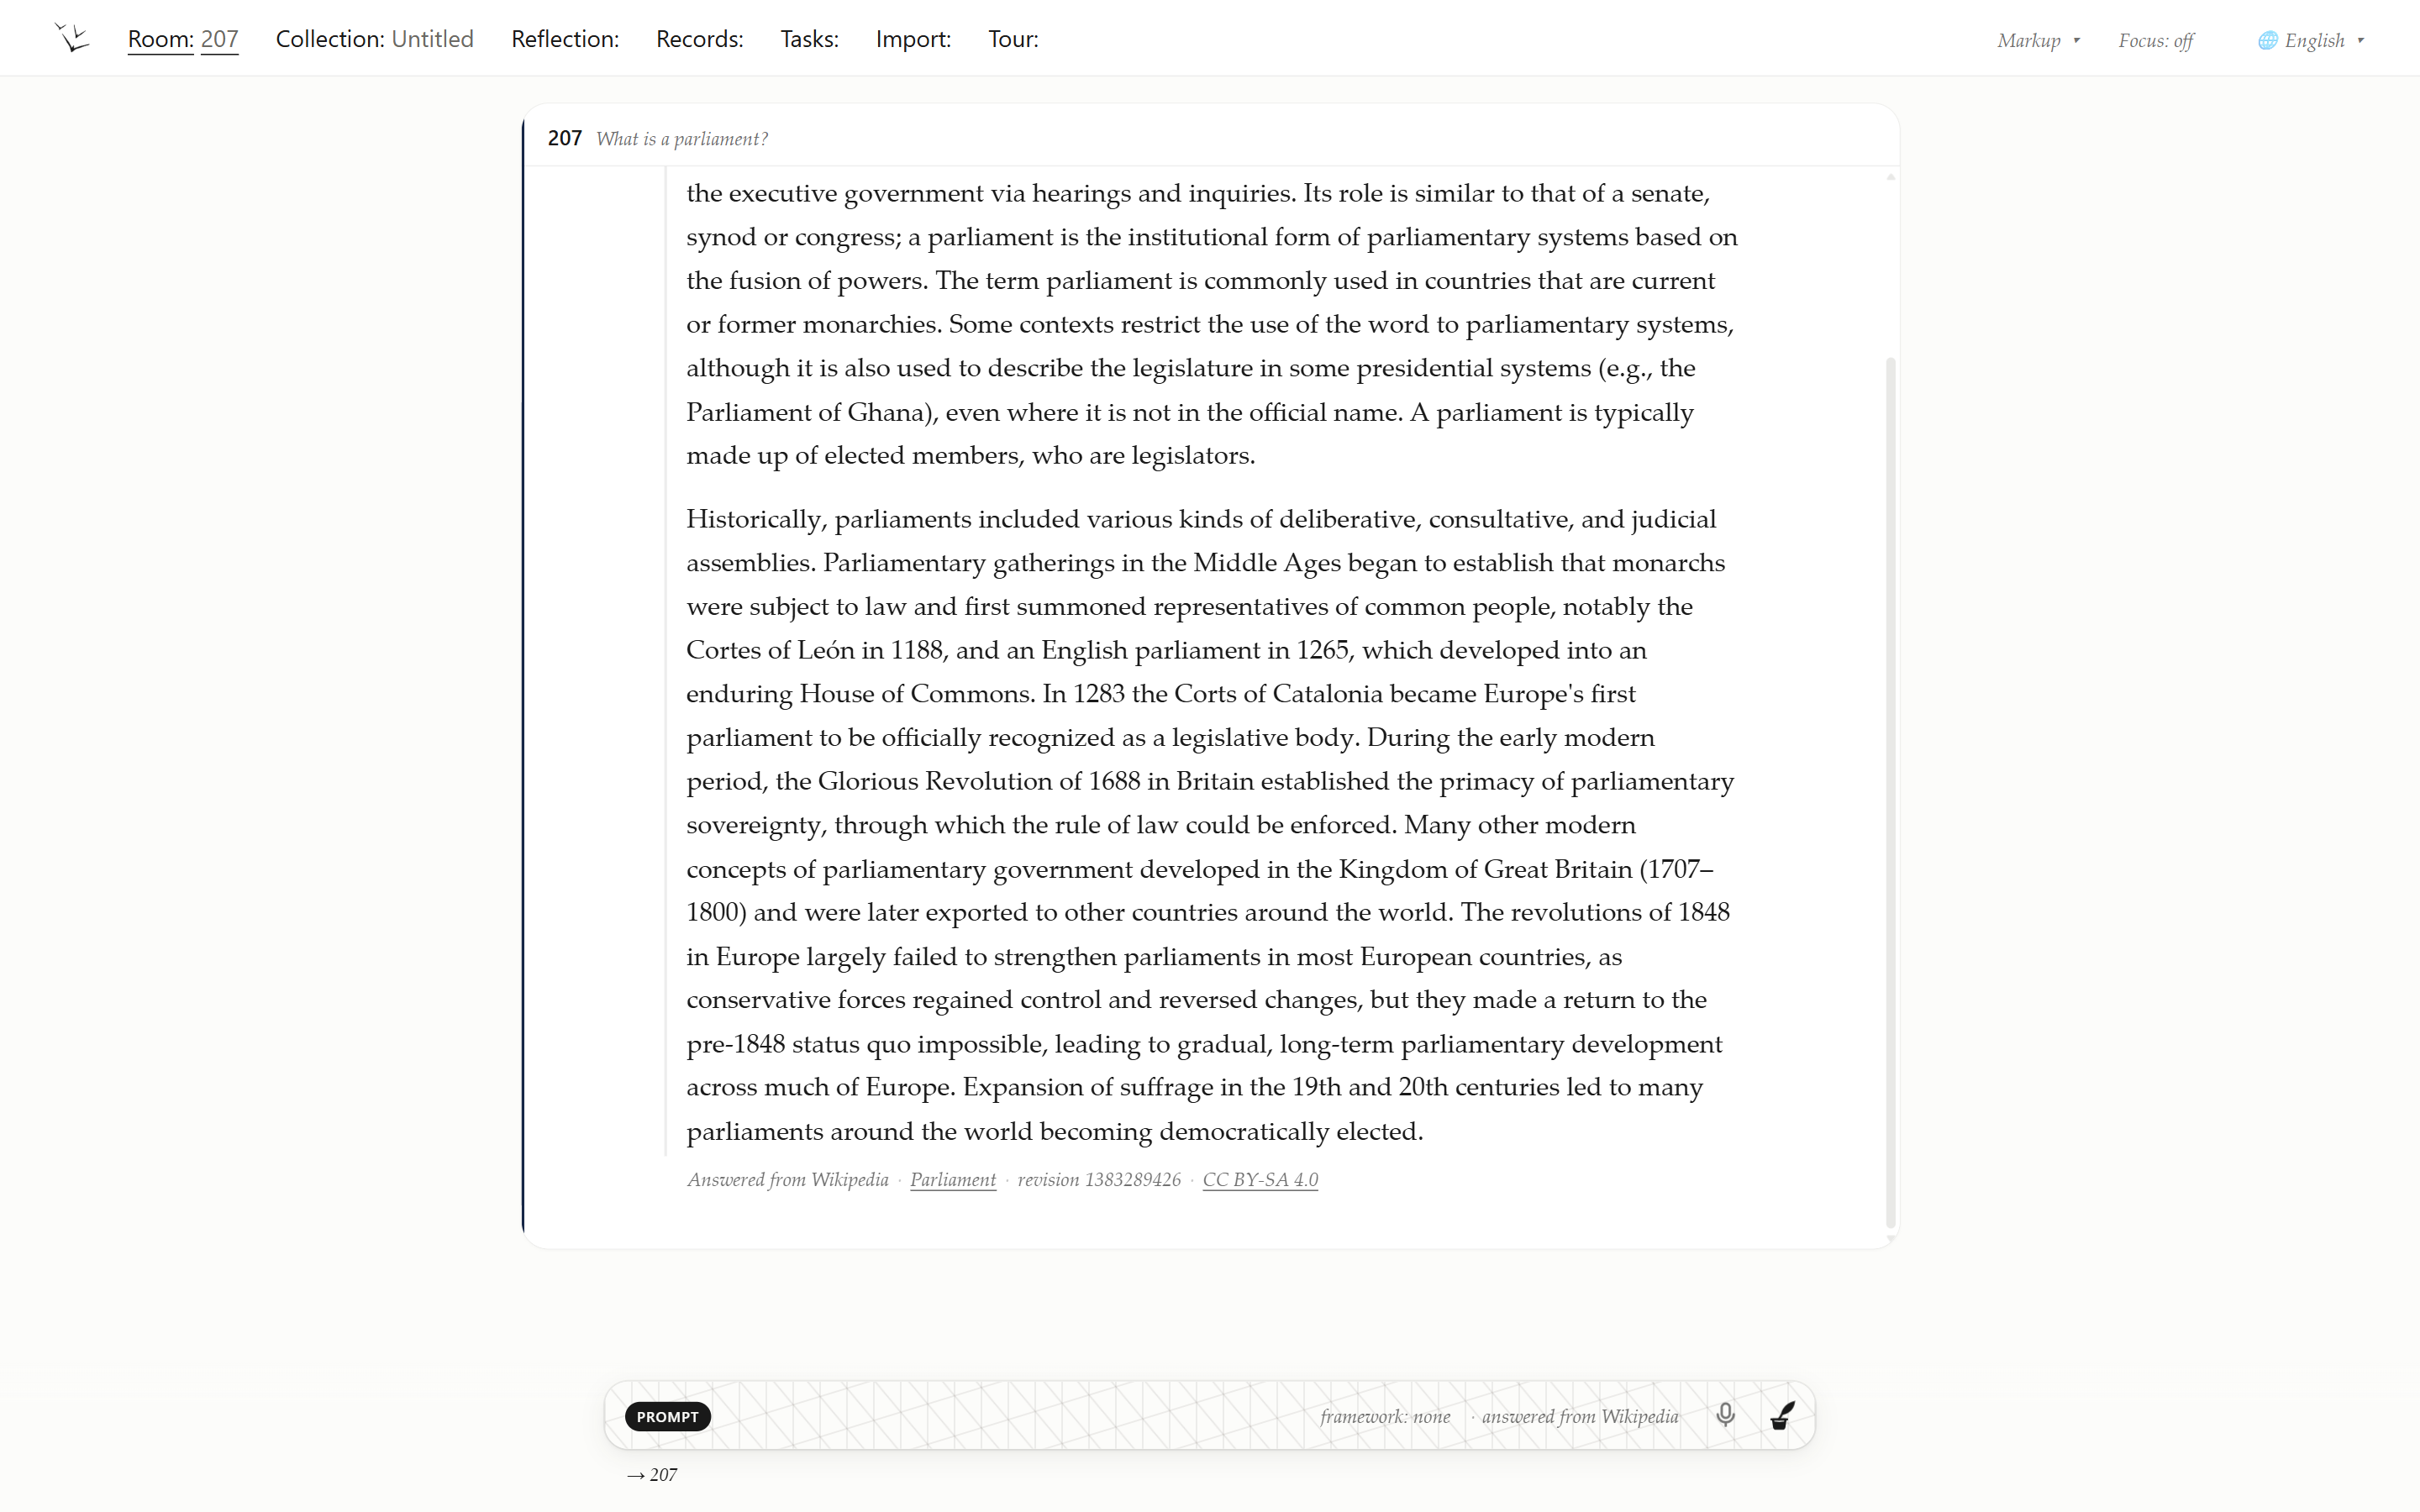 Room: 207 Collection: Untitled Reflection: Records: Tasks: Import: Tour: Markup ▾ Focus: off English ▾
207 What is a parliament?
the executive government via hearings and inquiries. Its role is similar to that of a senate,
synod or congress; a parliament is the institutional form of parliamentary systems based on
the fusion of powers. The term parliament is commonly used in countries that are current
or former monarchies. Some contexts restrict the use of the word to parliamentary systems,
although it is also used to describe the legislature in some presidential systems (e.g., the
Parliament of Ghana), even where it is not in the official name. A parliament is typically
made up of elected members, who are legislators.
Historically, parliaments included various kinds of deliberative, consultative, and judicial
assemblies. Parliamentary gatherings in the Middle Ages began to establish that monarchs
were subject to law and first summoned representatives of common people, notably the
Cortes of León in 1188, and an English parliament in 1265, which developed into an
enduring House of Commons. In 1283 the Corts of Catalonia became Europe's first
parliament to be officially recognized as a legislative body. During the early modern
period, the Glorious Revolution of 1688 in Britain established the primacy of parliamentary
sovereignty, through which the rule of law could be enforced. Many other modern
concepts of parliamentary government developed in the Kingdom of Great Britain (1707–
1800) and were later exported to other countries around the world. The revolutions of 1848
in Europe largely failed to strengthen parliaments in most European countries, as
conservative forces regained control and reversed changes, but they made a return to the
pre-1848 status quo impossible, leading to gradual, long-term parliamentary development
across much of Europe. Expansion of suffrage in the 19th and 20th centuries led to many
parliaments around the world becoming democratically elected.
Answered from Wikipedia · Parliament · revision 1383289426 · CC BY-SA 4.0
PROMPT framework: none · answered from Wikipedia
→ 207